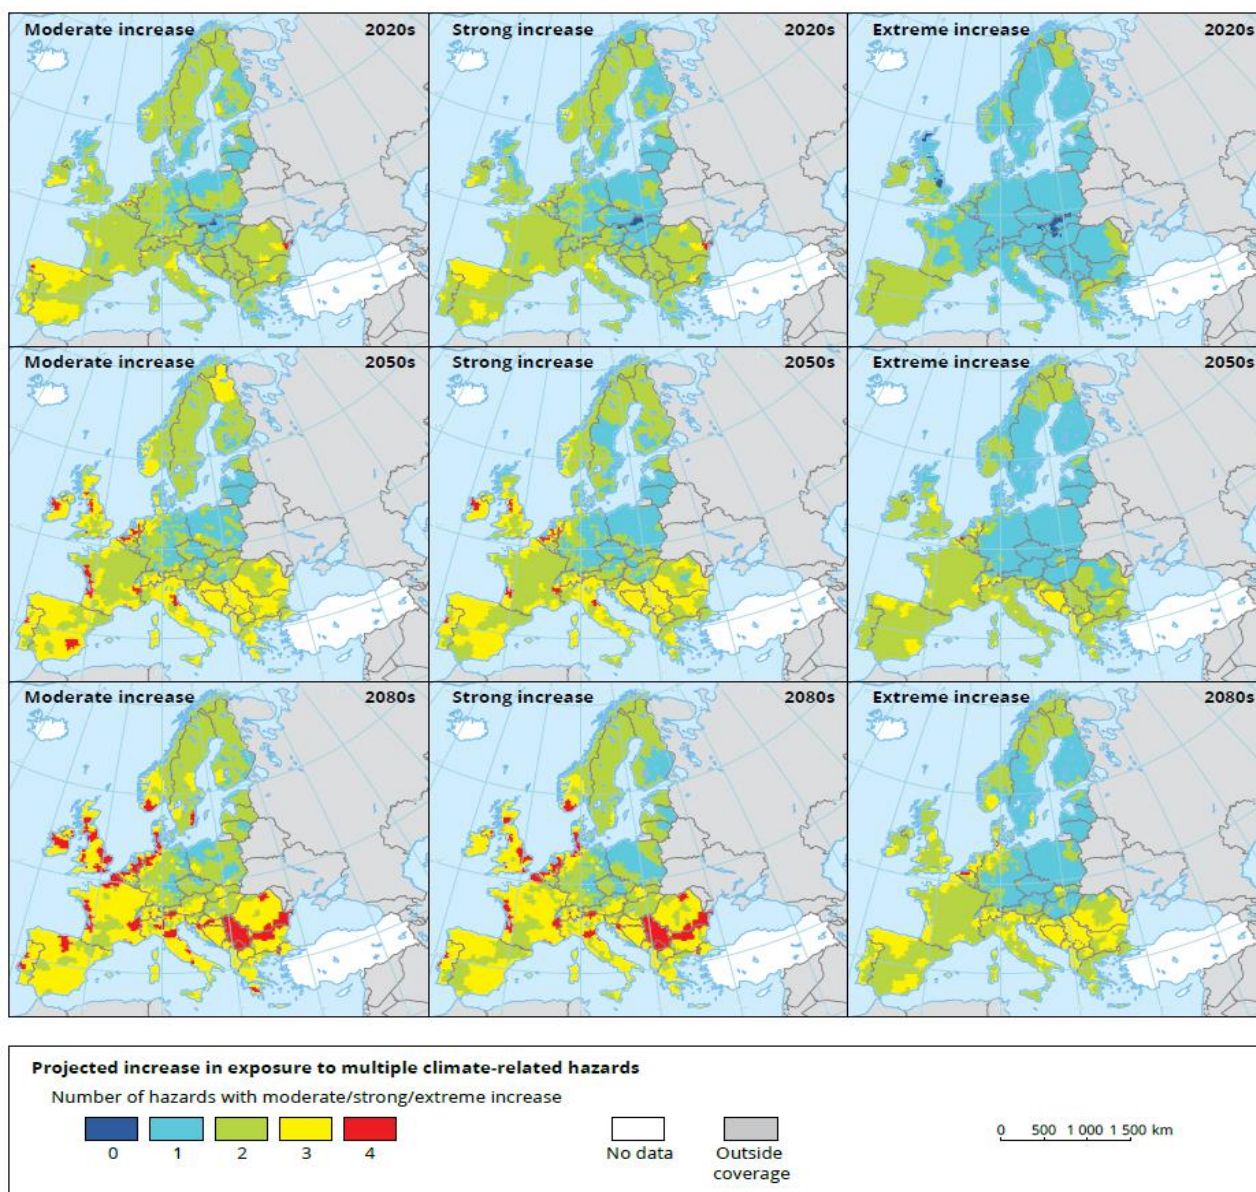 Moderate increase 2020s
Strong increase 2020s
Extreme increase 2020s
Moderate increase 2050s
Strong increase 2050s
Extreme increase 2050s
Moderate increase 2080s
Strong increase 2080s
Extreme increase 2080s
Projected increase in exposure to multiple climate-related hazards
Number of hazards with moderate/strong/extreme increase
0 1 2 3 4
No data
Outside
coverage
0 500 1 000 1 500 km